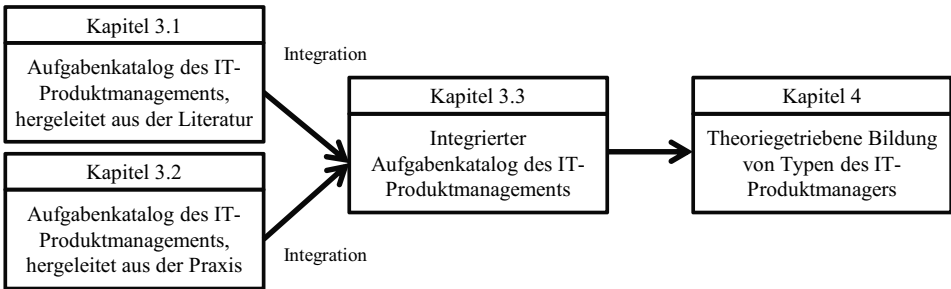 Kapitel 3.1
Aufgabenkatalog des IT-
Produktmanagements,
hergeleitet aus der Literatur
Integration
Kapitel 3.2
Aufgabenkatalog des IT-
Produktmanagements,
hergeleitet aus der Praxis
Integration
Kapitel 3.3
Integrierter
Aufgabenkatalog des IT-
Produktmanagements
Kapitel 4
Theoriegetriebene Bildung
von Typen des IT-
Produktmanagers